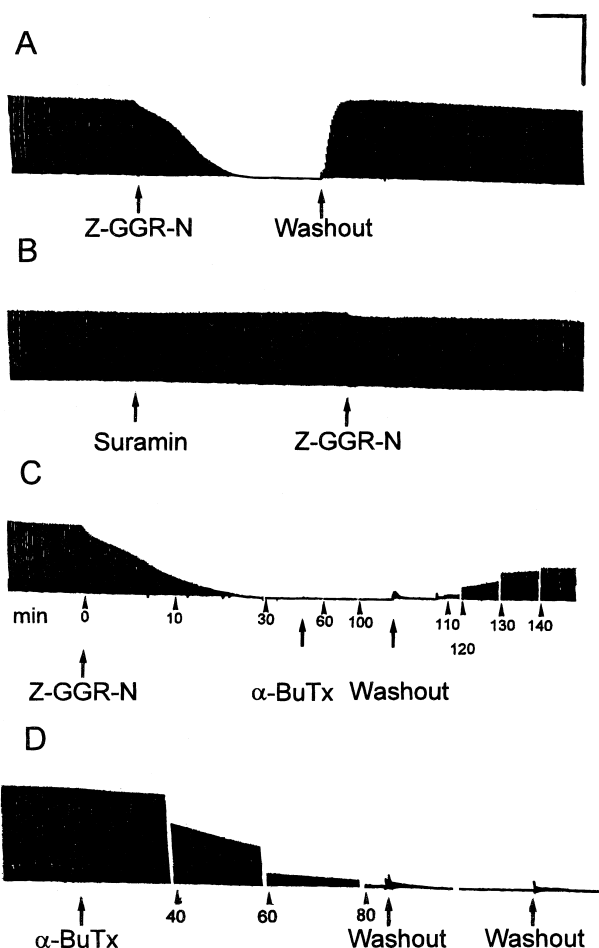 A
Z-GGR-N Washout
B
Suramin Z-GGR-N
C
min 0 10 30 60 100 110 130 140
120
Z-GGR-N α-BuTx Washout
D
40 60 80
α-BuTx Washout Washout